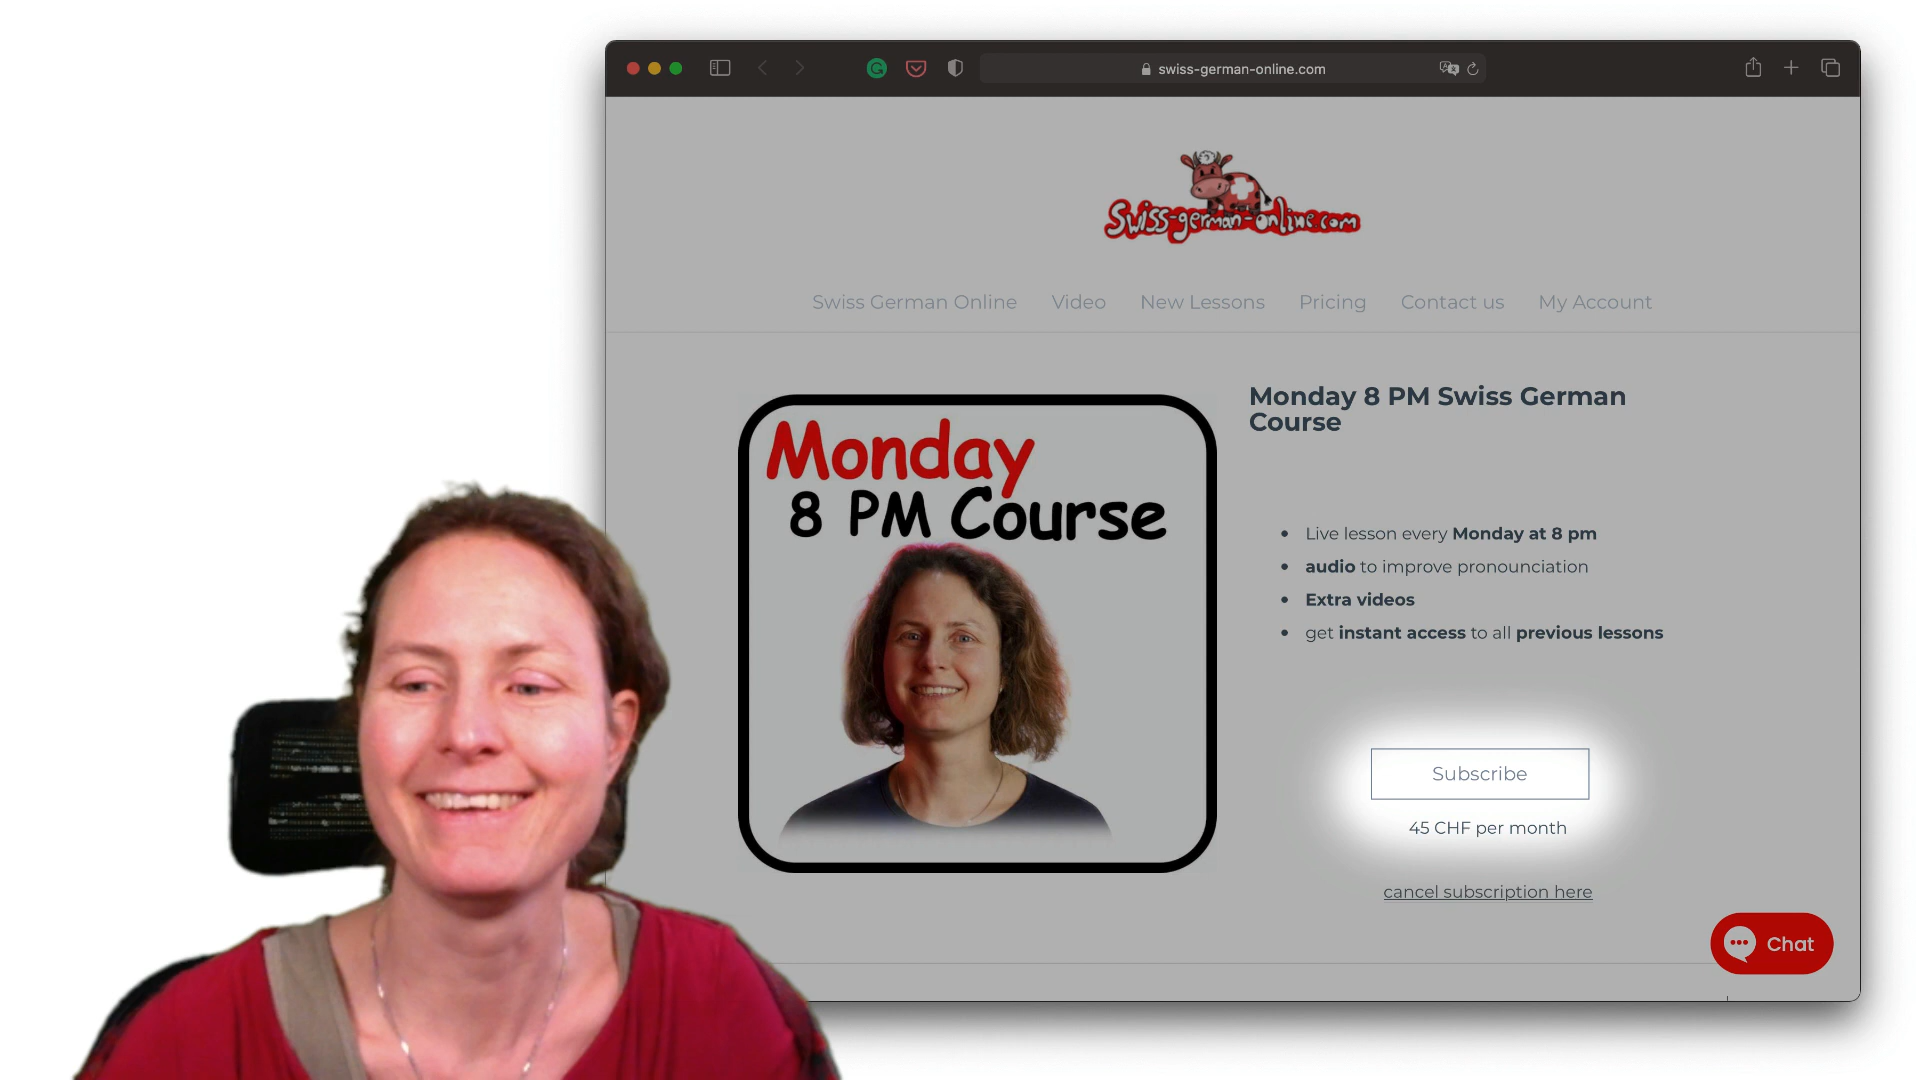 swiss-german-online.com
Swiss-german-online.com
Swiss German Online Video New Lessons Pricing Contact us My Account
Monday
8 PM Course
Monday 8 PM Swiss German
Course
Live lesson every Monday at 8 pm
audio to improve pronounciation
Extra videos
get instant access to all previous lessons
Subscribe
45 CHF per month
cancel subscription here
Chat